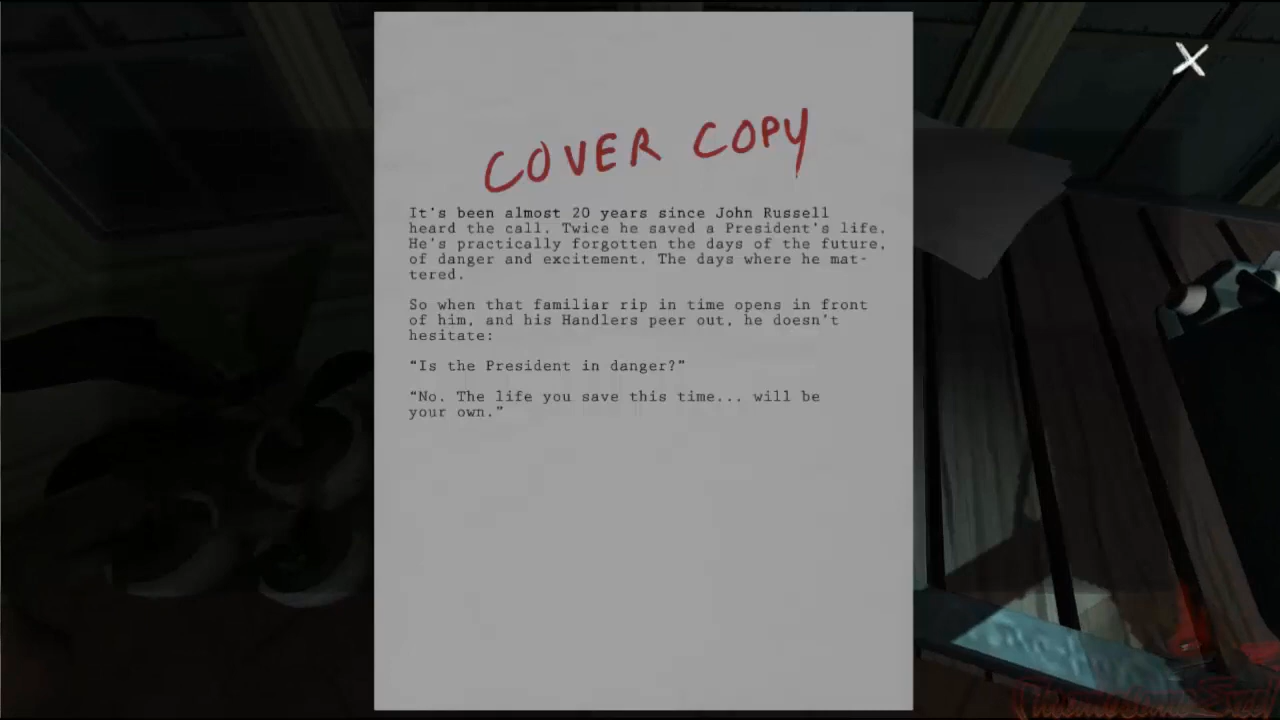 COVER COPY
It's been almost 20 years since John Russell
heard the call. Twice he saved a President's life.
He's practically forgotten the days of the future,
of danger and excitement. The days where he mat-
tered.
So when that familiar rip in time opens in front
of him, and his Handlers peer out, he doesn't
hesitate:
“Is the President in danger?”
“No. The life you save this time... will be
your own.”